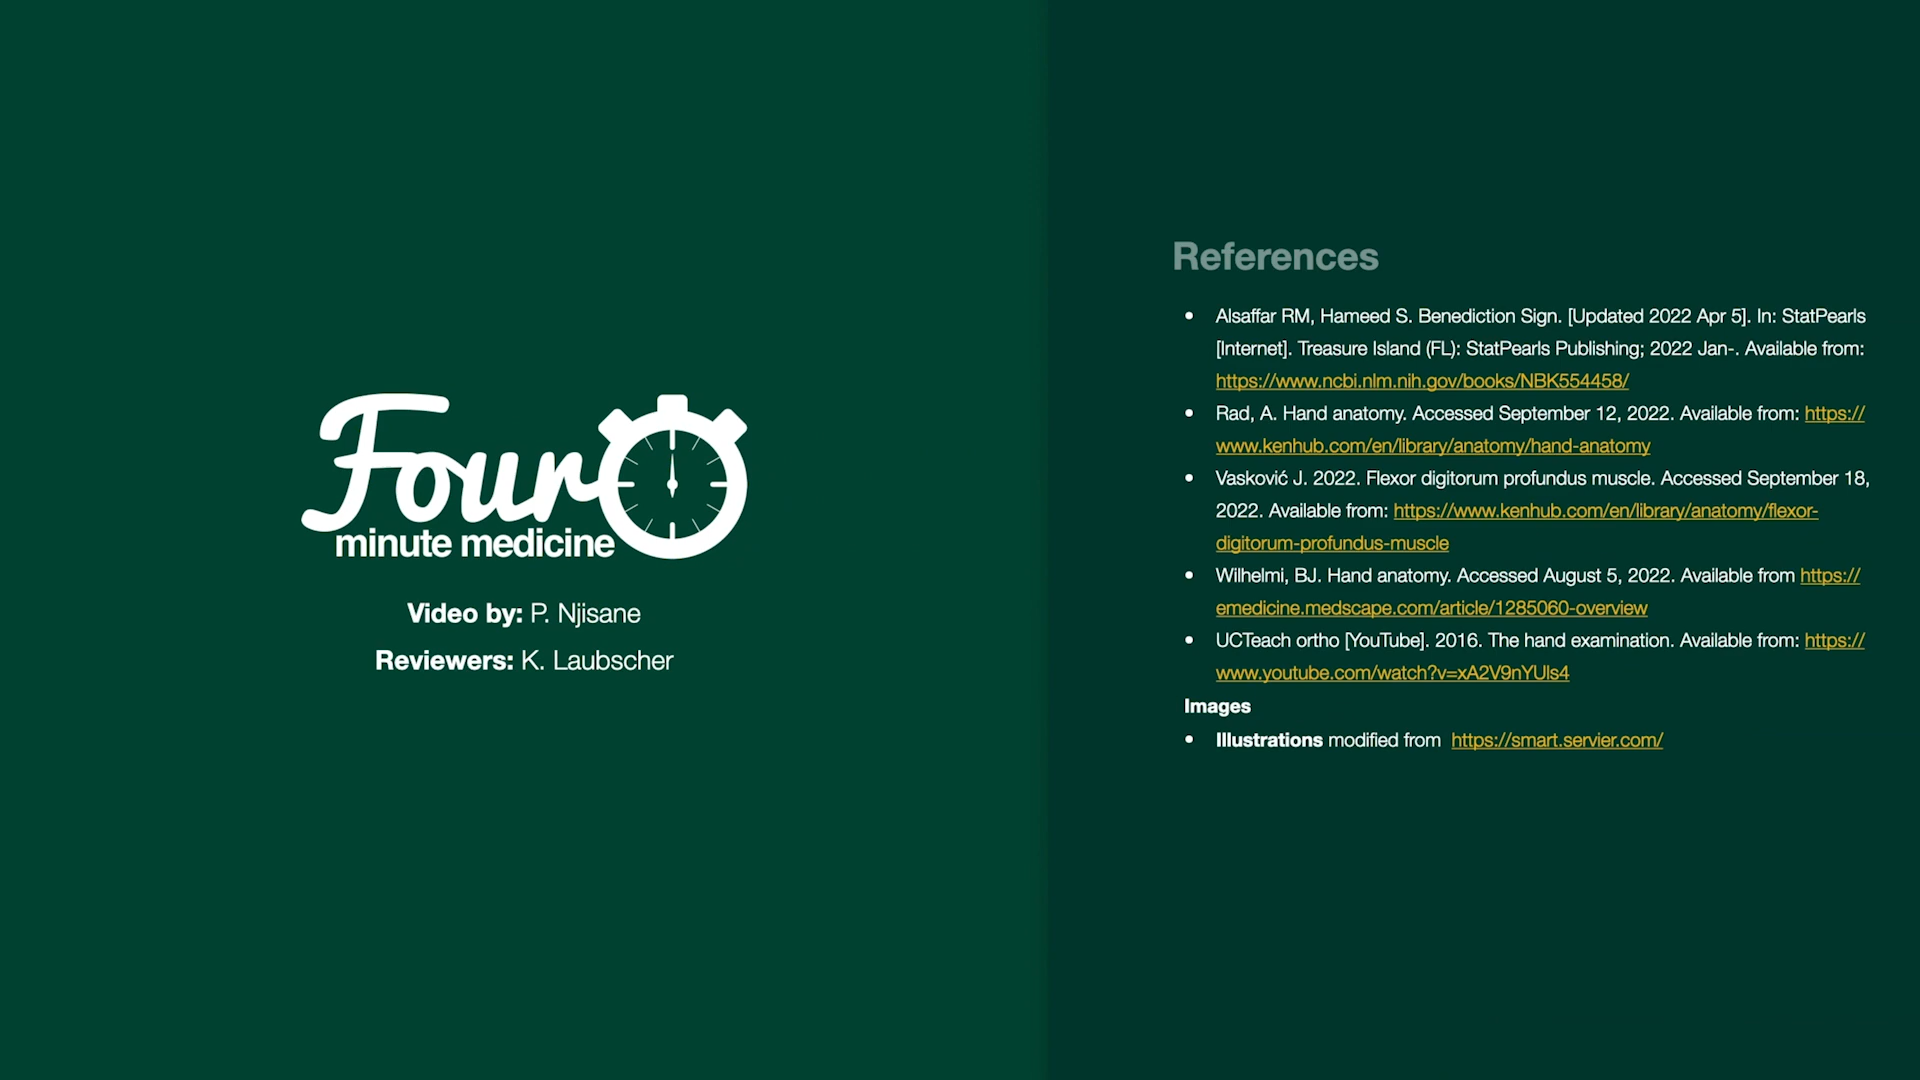 Four
minute medicine
Video by: P. Njisane
Reviewers: K. Laubscher
References
• Alsaffar RM, Hameed S. Benediction Sign. [Updated 2022 Apr 5]. In: StatPearls
[Internet]. Treasure Island (FL): StatPearls Publishing; 2022 Jan-. Available from:
https://www.ncbi.nlm.nih.gov/books/NBK554458/
• Rad, A. Hand anatomy. Accessed September 12, 2022. Available from: https://
www.kenhub.com/en/library/anatomy/hand-anatomy
• Vasković J. 2022. Flexor digitorum profundus muscle. Accessed September 18,
2022. Available from: https://www.kenhub.com/en/library/anatomy/flexor-
digitorum-profundus-muscle
• Wilhelmi, BJ. Hand anatomy. Accessed August 5, 2022. Available from https://
emedicine.medscape.com/article/1285060-overview
• UCTeach ortho [YouTube]. 2016. The hand examination. Available from: https://
www.youtube.com/watch?v=xA2V9nYUls4
Images
• Illustrations modified from https://smart.servier.com/